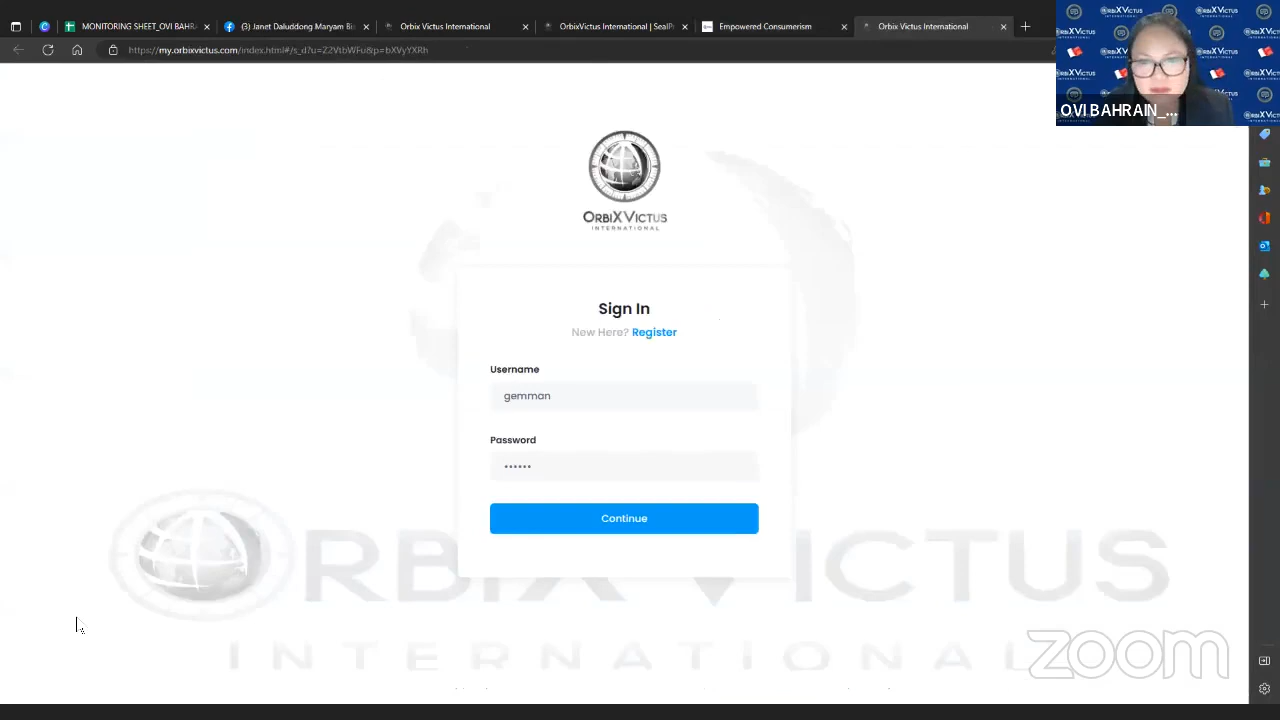 MONITORING SHEET_OVI BAHR
(3) Janet Daluddong Maryam Bi
Orbix Victus International
OrbixVictus International | SealP
Empowered Consumerism
Orbix Victus International
https://my.orbixvictus.com/index.html#/s_d?u=Z2VtbWFu&p=bXVyYXRh
OVI BAHRAIN_...
ORBIXVICTUS
INTERNATIONAL
Sign In
New Here? Register
Username
gemman
Password
••••••
Continue
ORBIX VICTUS
INTERNATIONAL
zoom